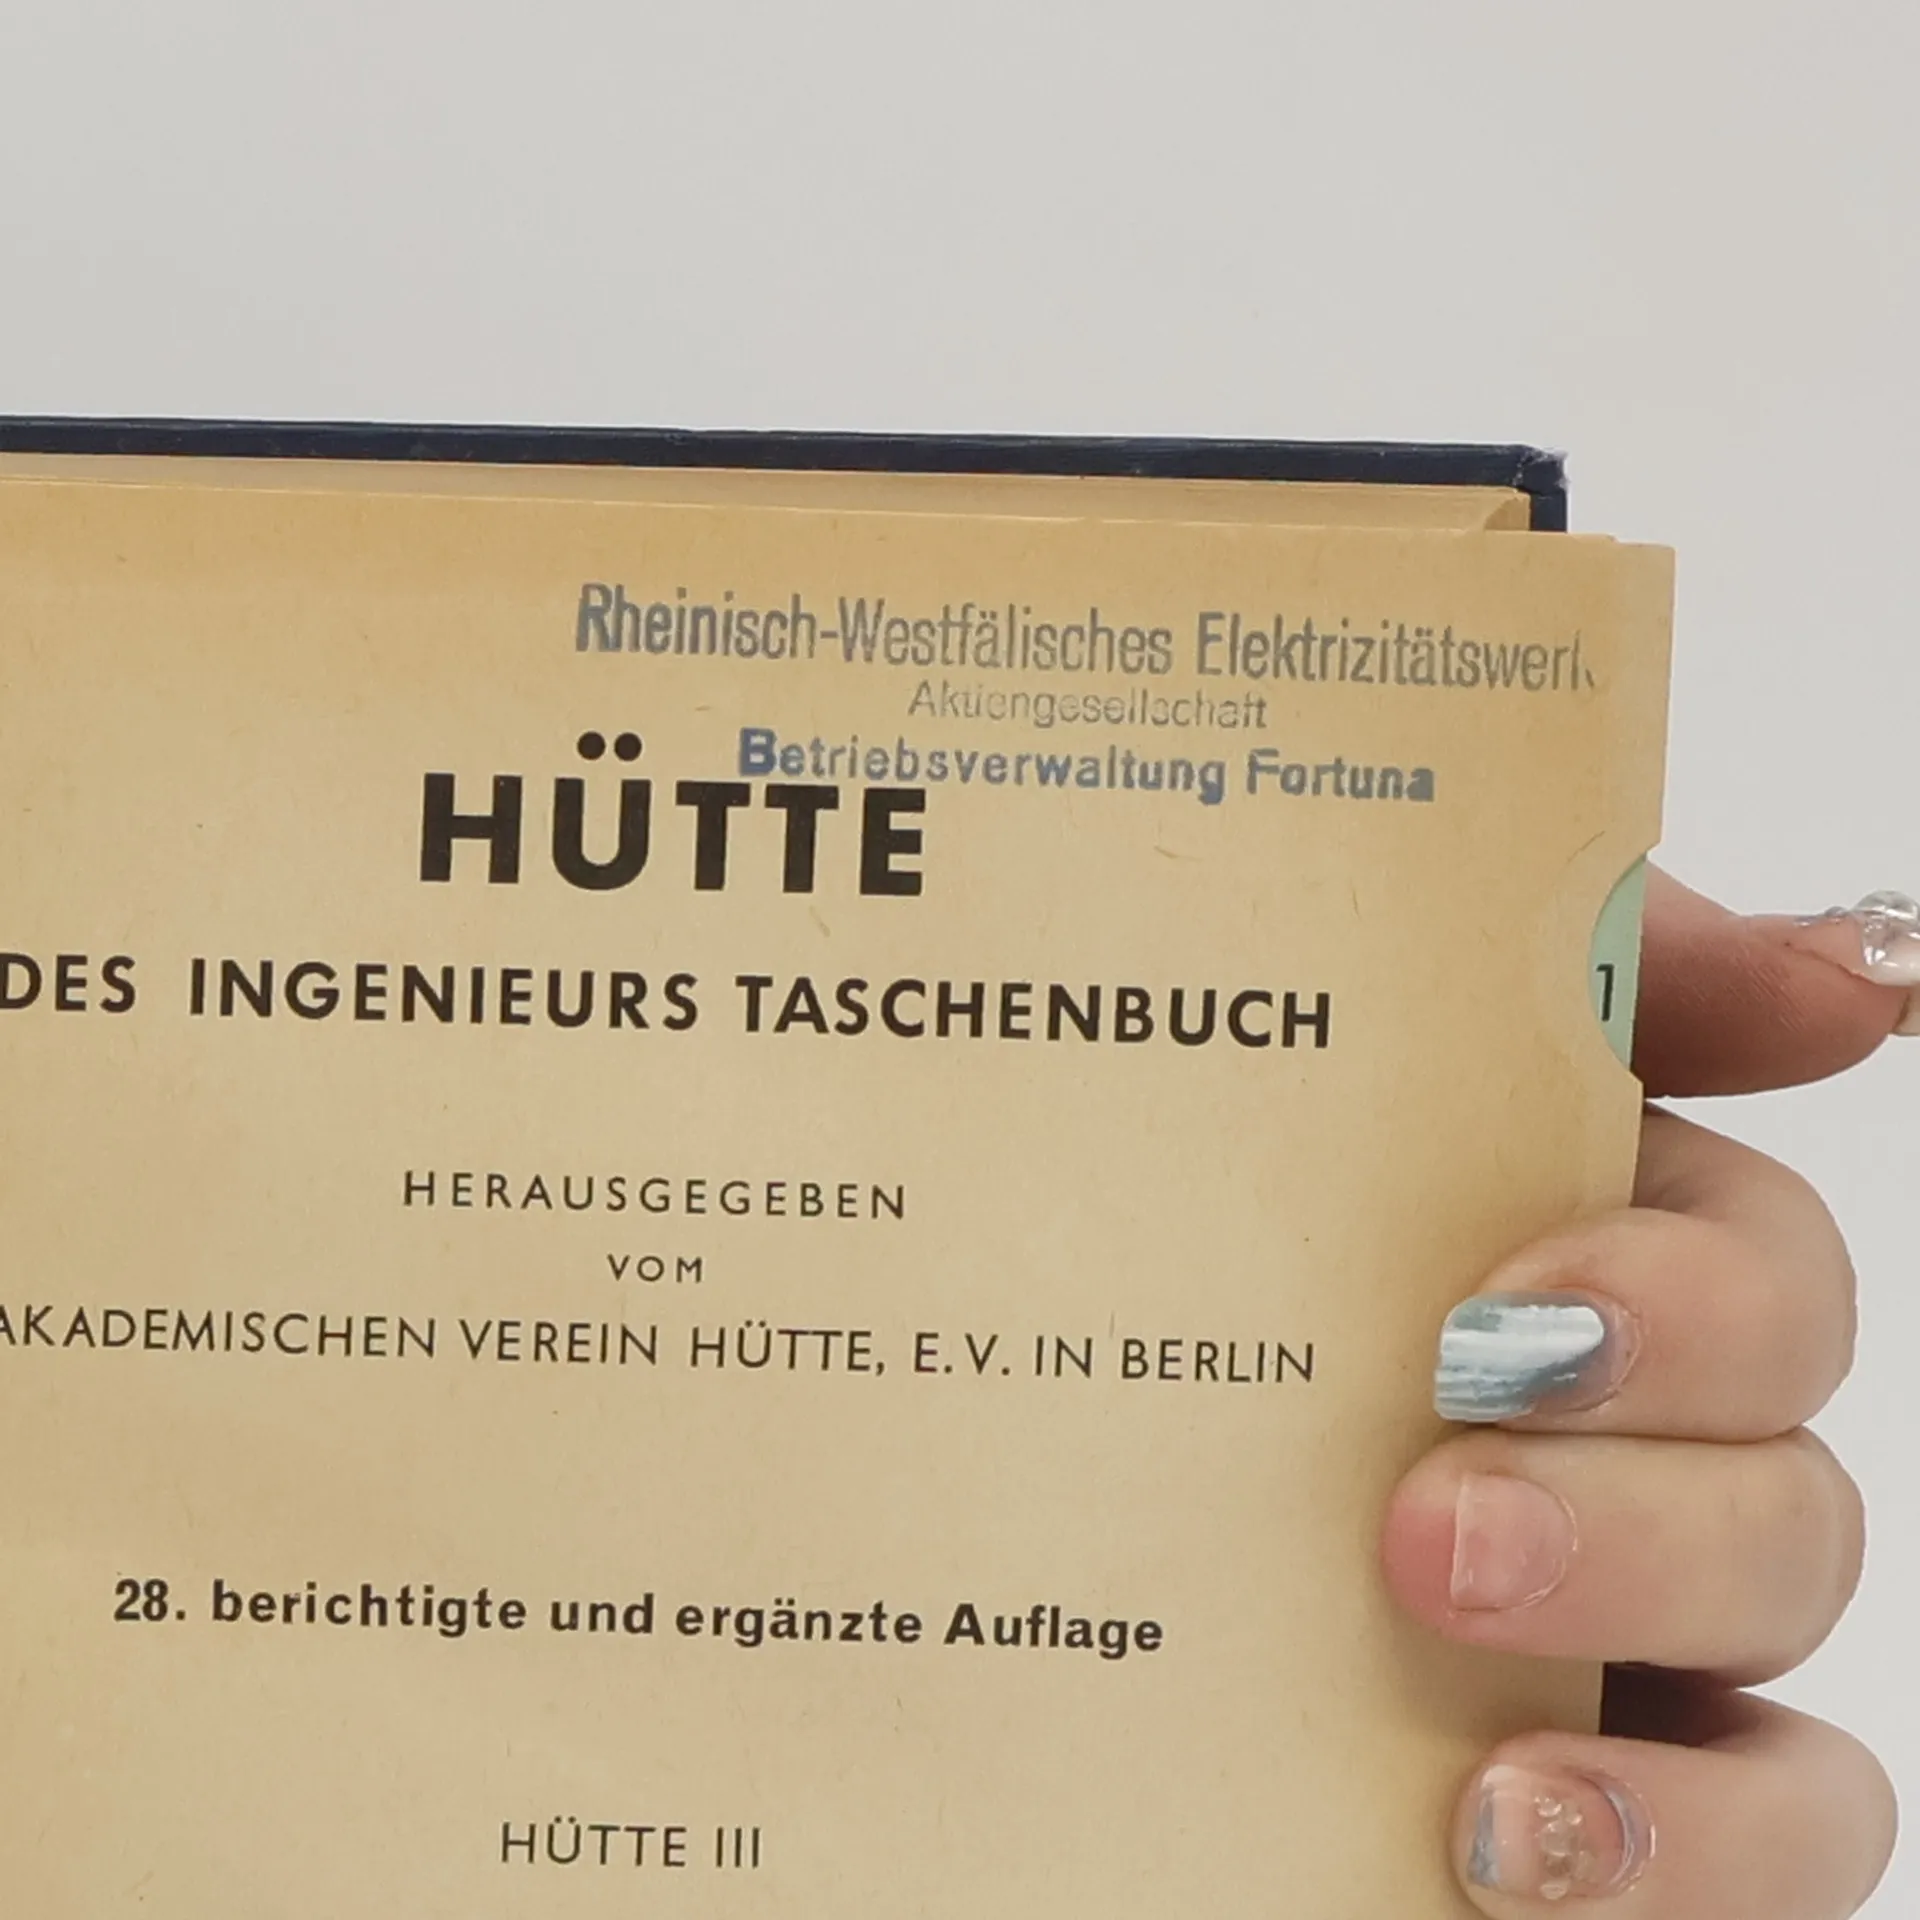 Rheinisch-Westfälisches Elektrizitätswerk
Aktiengesellschaft
Betriebsverwaltung Fortuna
HÜTTE
DES INGENIEURS TASCHENBUCH
1
HERAUSGEGEBEN
VOM
AKADEMISCHEN VEREIN HÜTTE, E.V. IN BERLIN
28. berichtigte und ergänzte Auflage
HÜTTE III